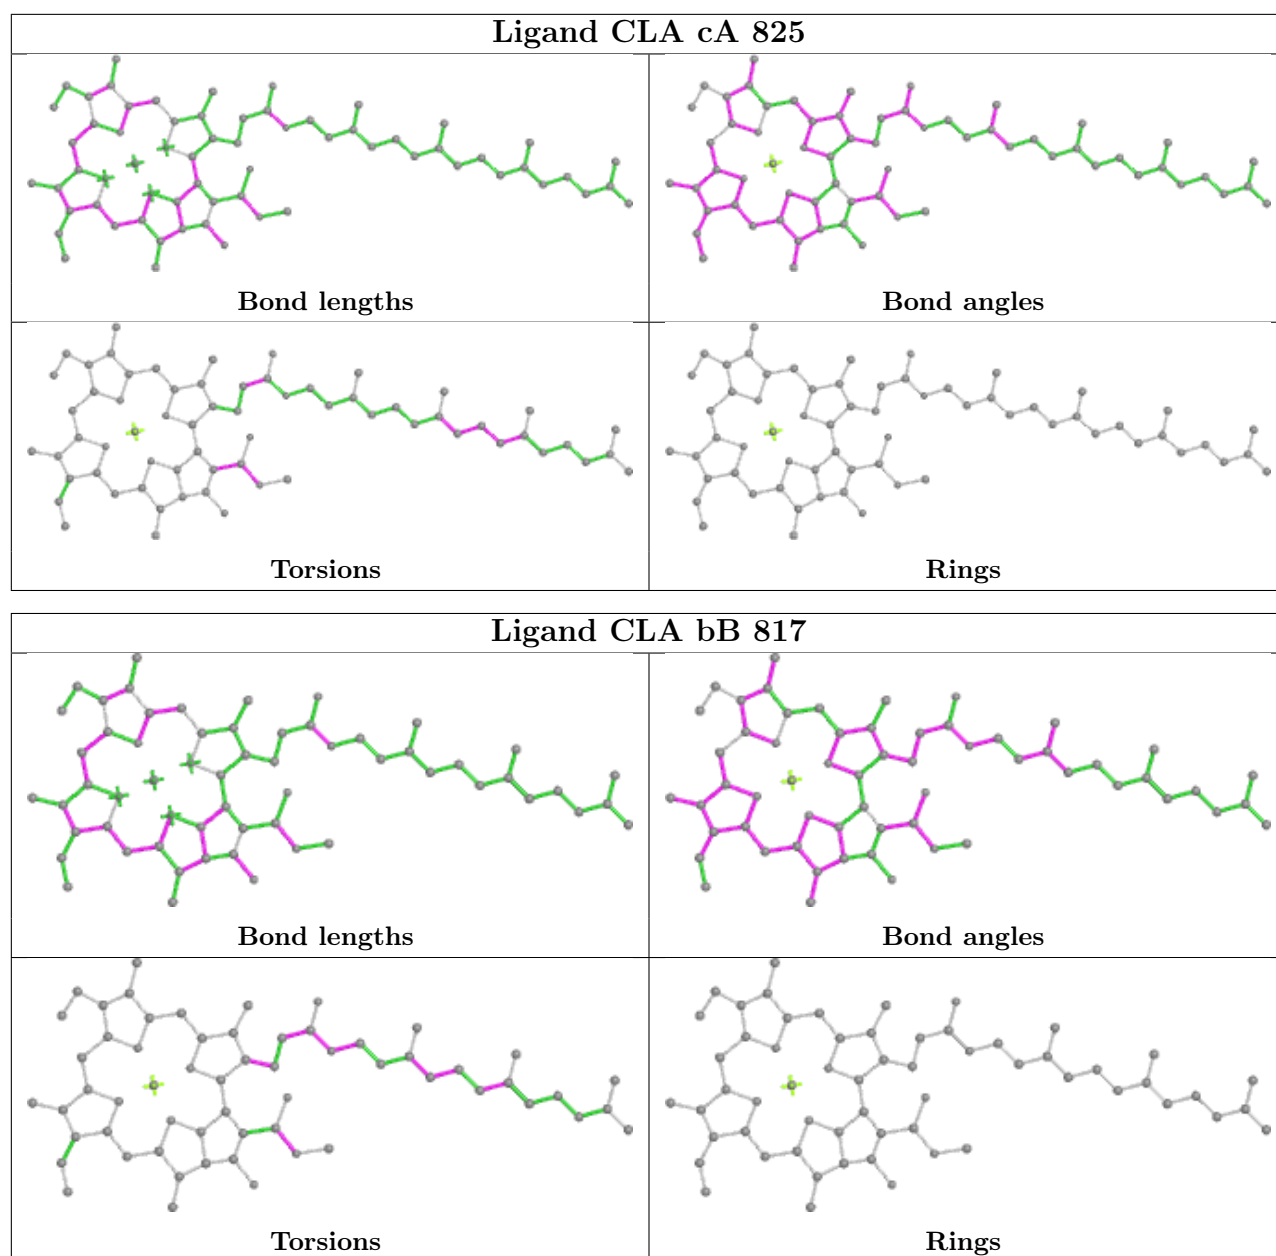 Ligand CLA cA 825
Bond lengths
Bond angles
Torsions
Rings
Ligand CLA bB 817
Bond lengths
Bond angles
Torsions
Rings